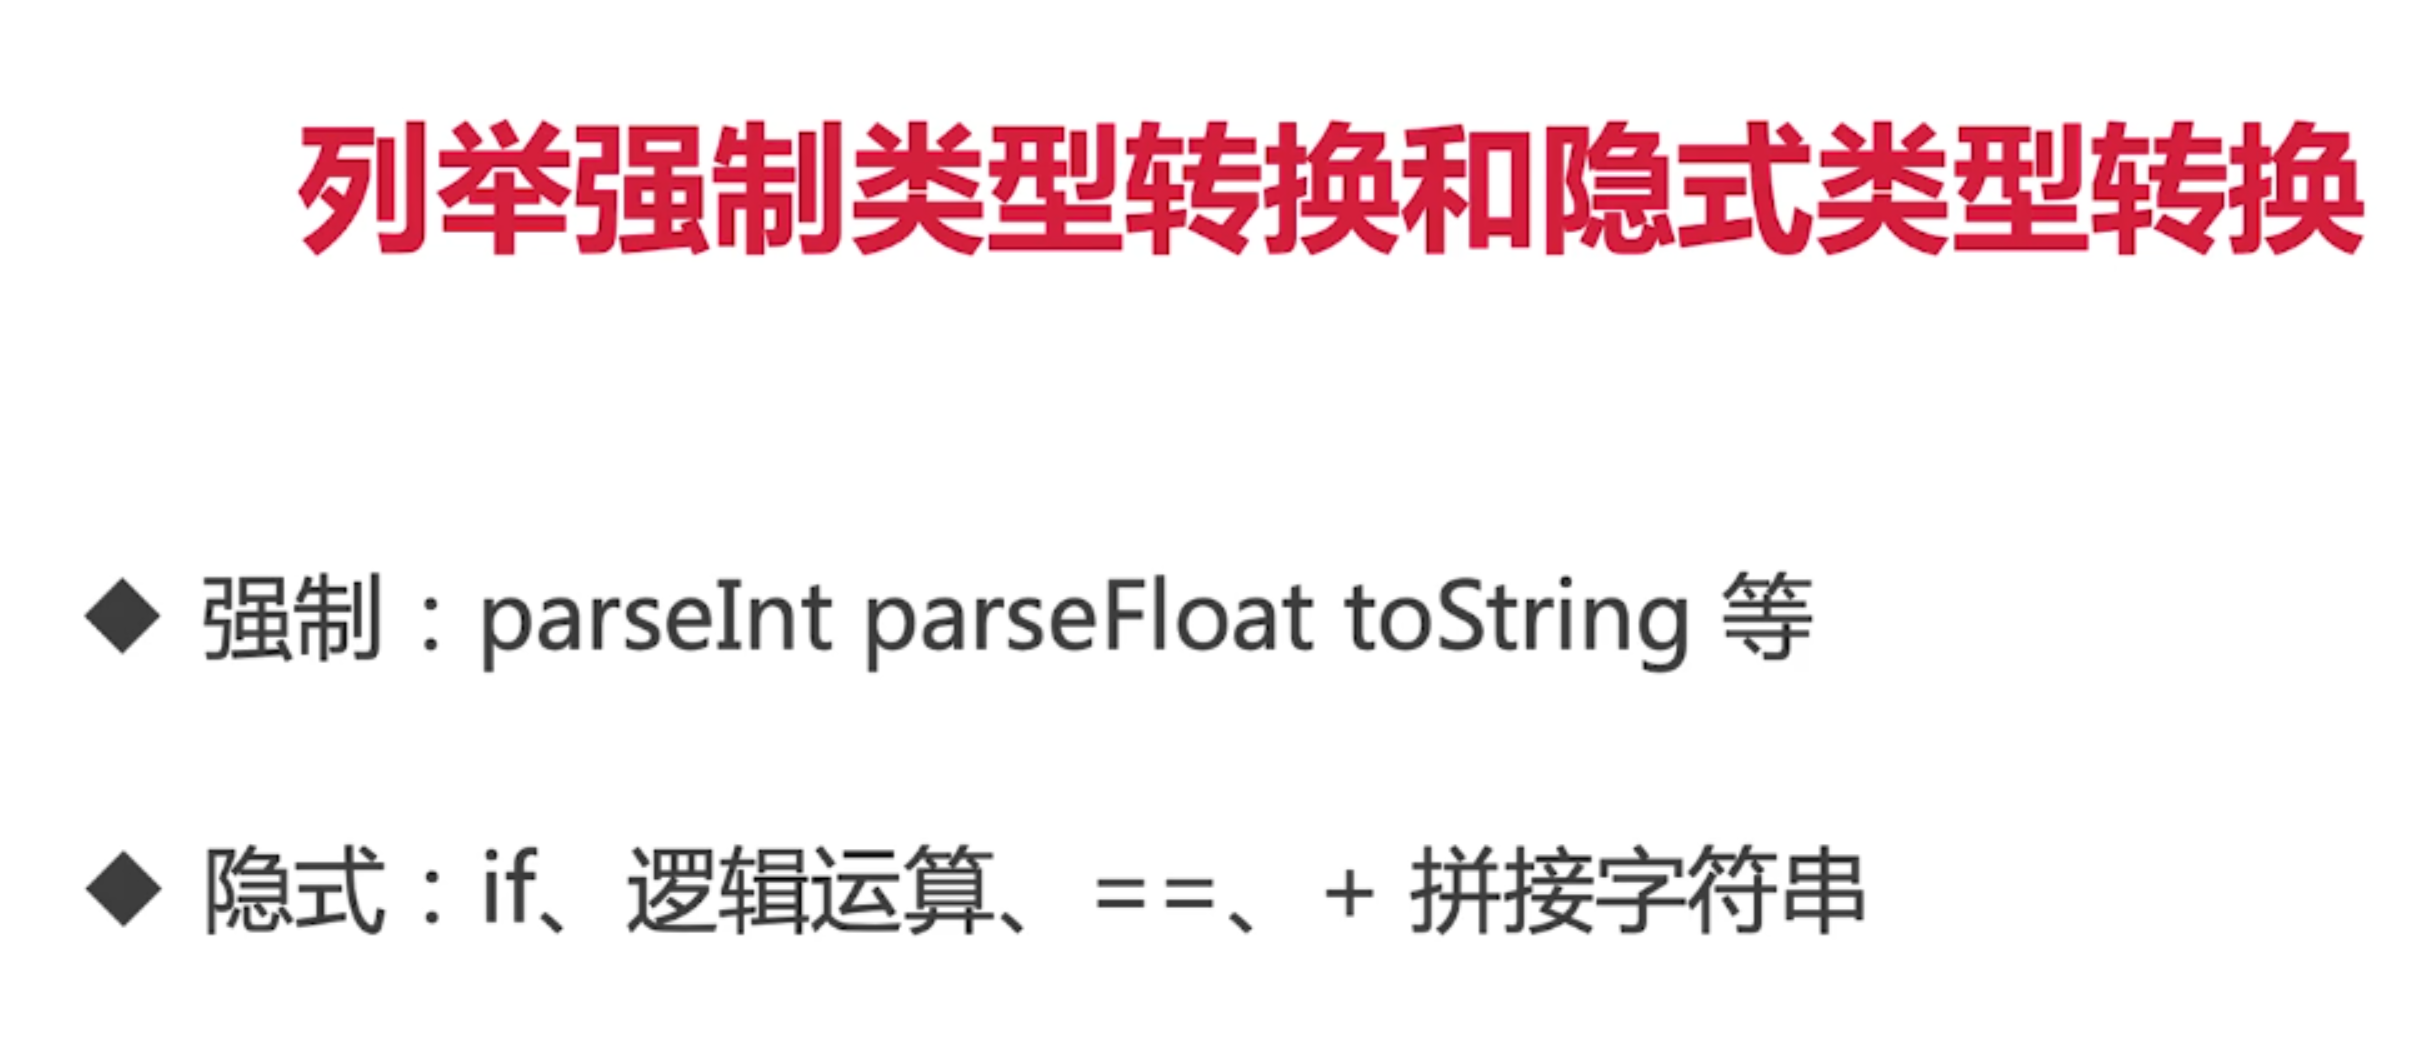 列举强制类型转换和隐式类型转换
◆ 强制：parseInt parseFloat toString 等
◆ 隐式：if、逻辑运算、==、+ 拼接字符串